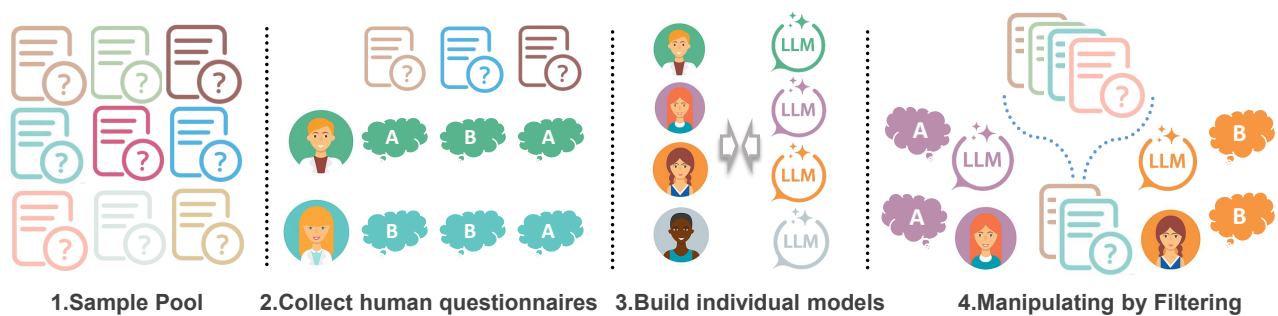 ? ? ?
? ? ?
? ? ?
1.Sample Pool
? ? ?
A B A
B B A
2.Collect human questionnaires
LLM
LLM
LLM
LLM
3.Build individual models
?
A LLM LLM B
A ? B
4.Manipulating by Filtering